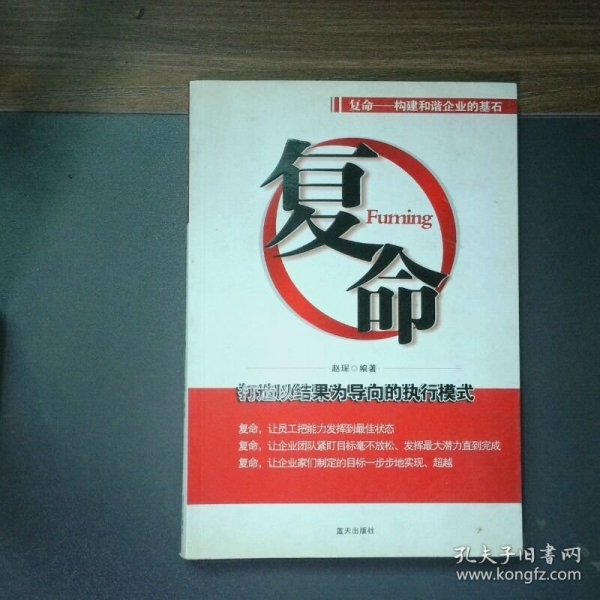 复命——构建和谐企业的基石
复
Fuming
命
赵琛◎编著
打造以结果为导向的执行模式
复命，让员工把能力发挥到最佳状态
复命，让企业团队紧盯目标毫不放松、发挥最大潜力直到完成
复命，让企业家们制定的目标一步步地实现、超越
蓝天出版社
孔夫子旧书网
www.kongfz.com